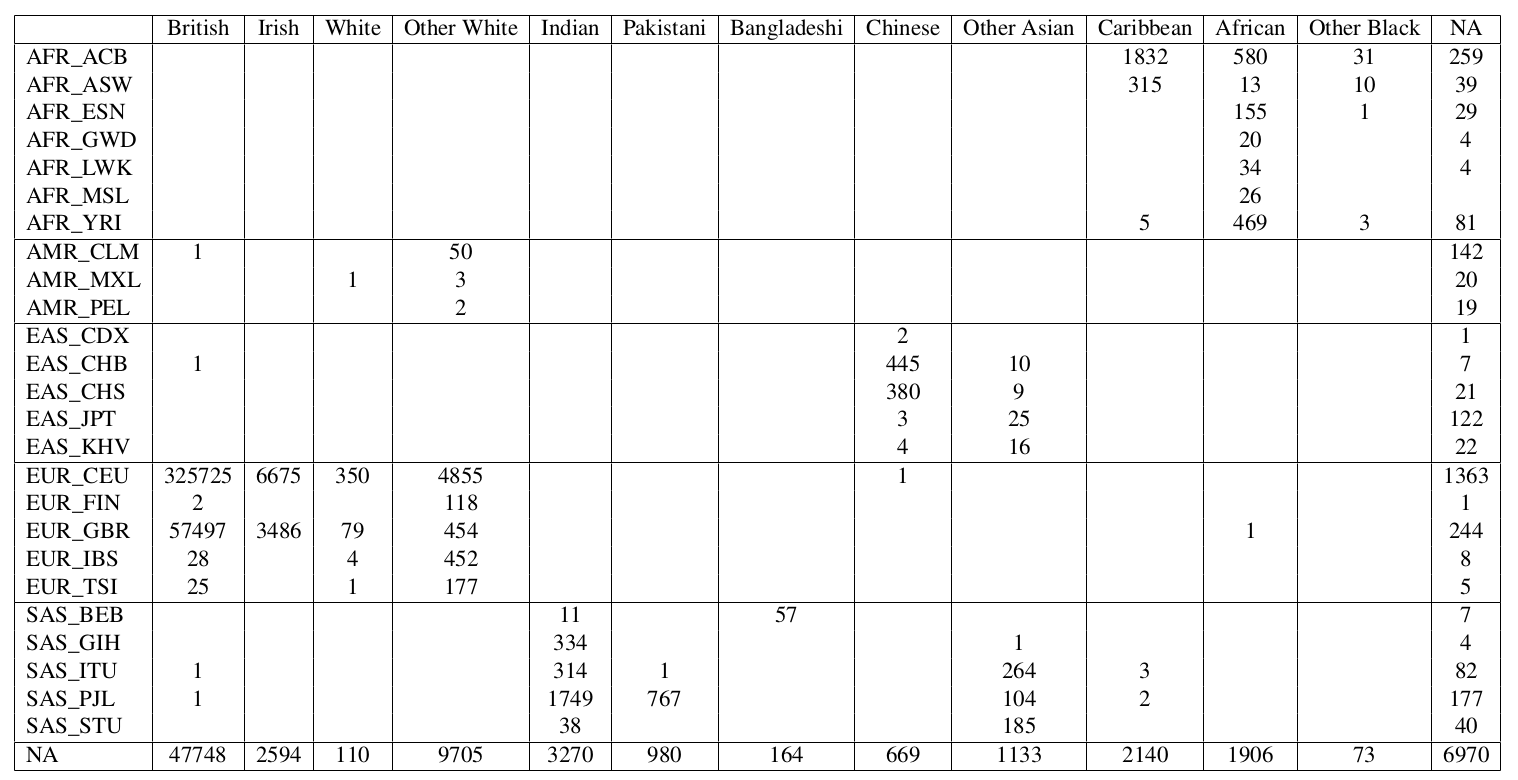 British Irish White Other White Indian Pakistani Bangladeshi Chinese Other Asian Caribbean African Other Black NA
AFR_ACB 1832 580 31 259
AFR_ASW 315 13 10 39
AFR_ESN 155 1 29
AFR_GWD 20 4
AFR_LWK 34 4
AFR_MSL 26
AFR_YRI 5 469 3 81
AMR_CLM 1 50 142
AMR_MXL 1 3 20
AMR_PEL 2 19
EAS_CDX 2 1
EAS_CHB 1 445 10 7
EAS_CHS 380 9 21
EAS_JPT 3 25 122
EAS_KHV 4 16 22
EUR_CEU 325725 6675 350 4855 1 1363
EUR_FIN 2 118 1
EUR_GBR 57497 3486 79 454 1 244
EUR_IBS 28 4 452 8
EUR_TSI 25 1 177 5
SAS_BEB 11 57 7
SAS_GIH 334 1 4
SAS_ITU 1 314 1 264 3 82
SAS_PJL 1 1749 767 104 2 177
SAS_STU 38 185 40
NA 47748 2594 110 9705 3270 980 164 669 1133 2140 1906 73 6970